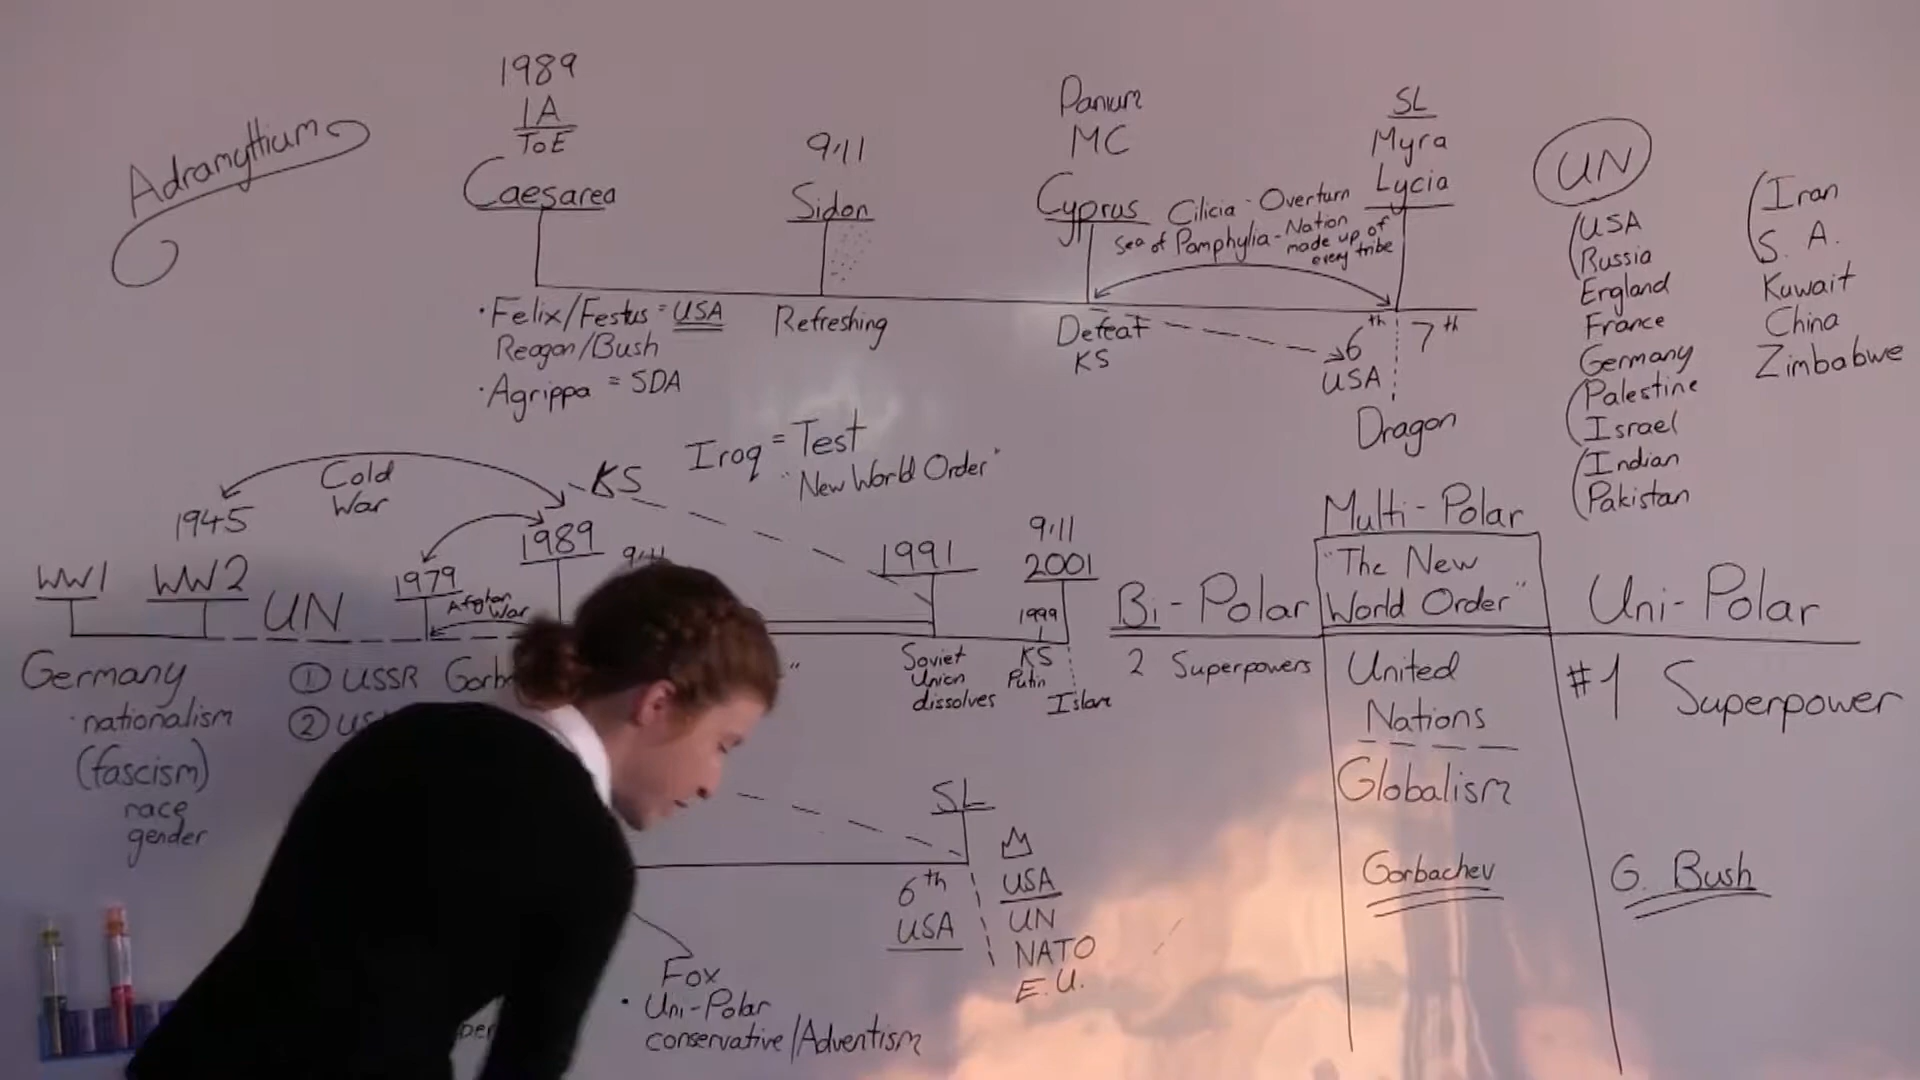 Adramyttium
1989
1A
ToE
Caesarea
9/11
Sidon
Panium
MC
Cyprus
Cilicia - Overturn
Sea of Pamphylia - Nation
made up of
every tribe
SL
Myra
Lycia
• Felix/Festus = USA
Reagan/Bush
• Agrippa = SDA
Refreshing
Defeat
KS
6th
USA
7th
Dragon
UN
USA
Russia
England
France
Germany
Palestine
Israel
Indian
Pakistan
Iran
S. A.
Kuwait
China
Zimbabwe
Iraq = Test
"New World Order"
Cold
War
KS
1945
WW1
WW2
UN
1979
Afghan
War
1989
1991
9/11
2001
1999
Germany
• nationalism
(fascism)
race
gender
① USSR
②
Soviet
Union
dissolves
KS
Putin
Islam
Multi-Polar
Bi-Polar
"The New
World Order"
Uni-Polar
2 Superpowers
United
Nations
Globalism
Gorbachev
#1 Superpower
G. Bush
SL
6th
USA
USA
UN
NATO
E.U.
Fox
• Uni-Polar
conservative/Adventism